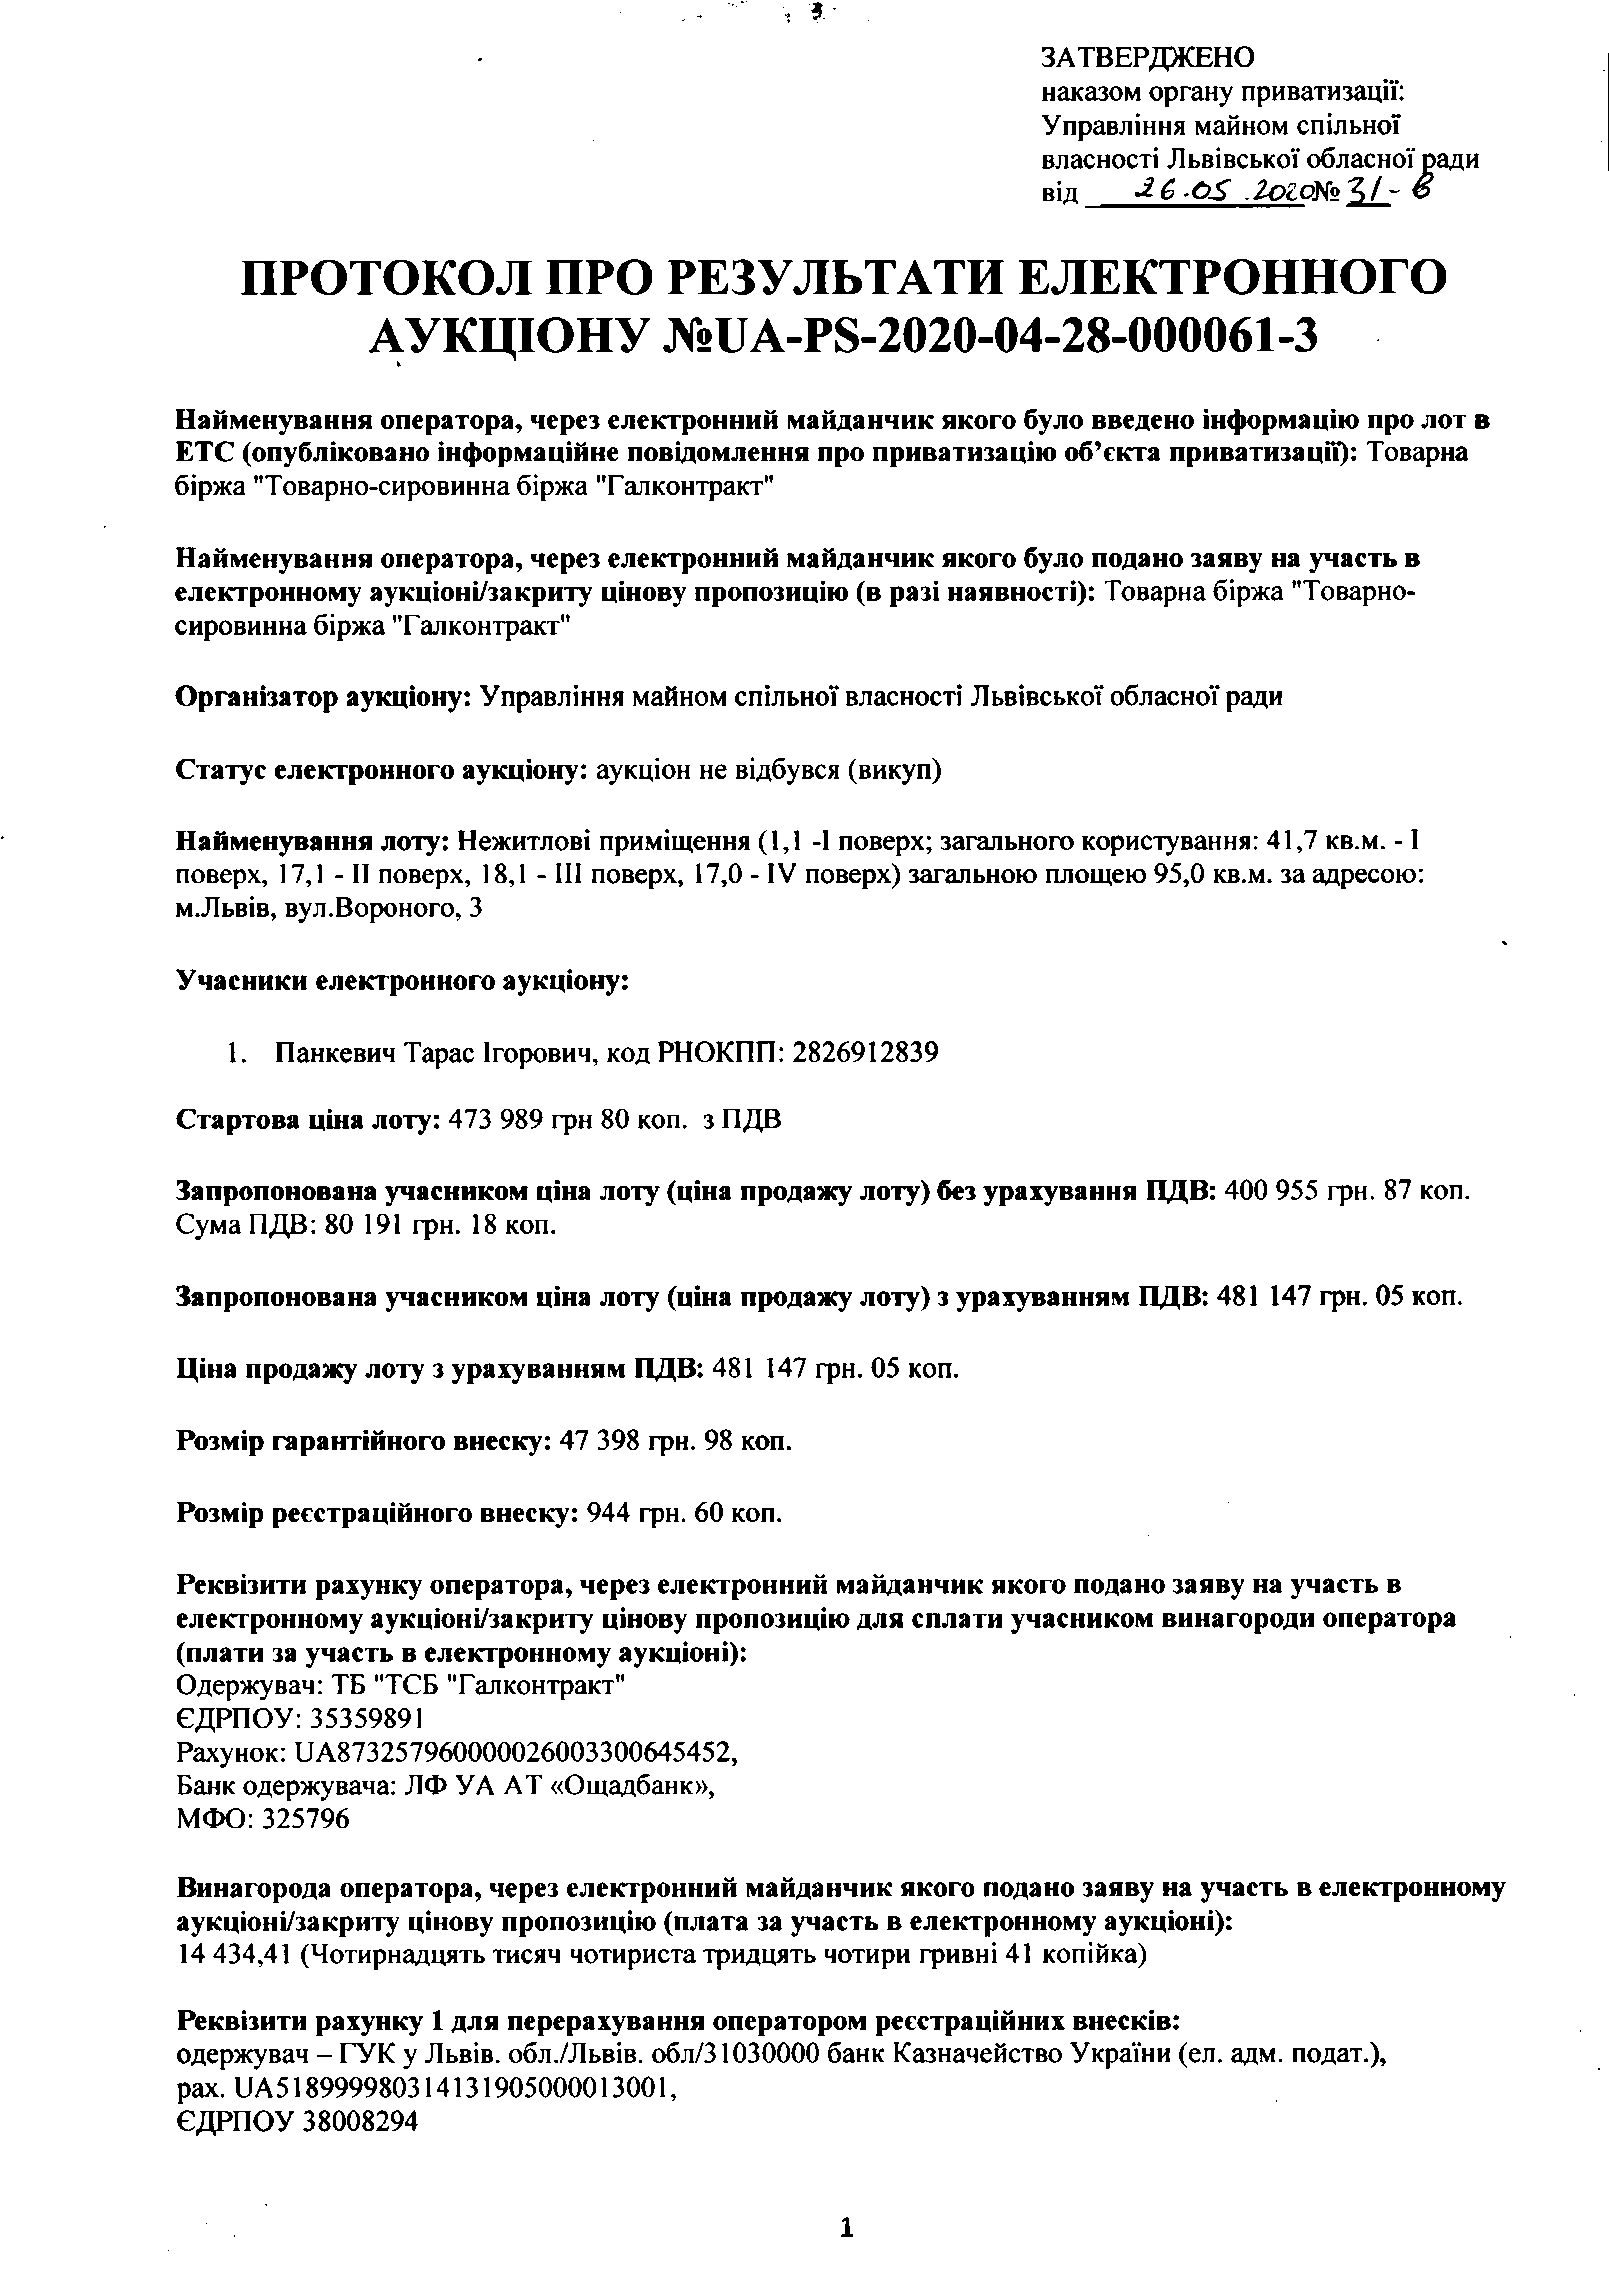 ЗАТВЕРДЖЕНО
наказом органу приватизації:
Управління майном спільної
власності Львівської обласної ради
від 26.05.2020 № 31-в
ПРОТОКОЛ ПРО РЕЗУЛЬТАТИ ЕЛЕКТРОННОГО
АУКЦІОНУ №UA-PS-2020-04-28-000061-3
Найменування оператора, через електронний майданчик якого було введено інформацію про лот в
ЕТС (опубліковано інформаційне повідомлення про приватизацію об’єкта приватизації): Товарна
біржа "Товарно-сировинна біржа "Галконтракт"
Найменування оператора, через електронний майданчик якого було подано заяву на участь в
електронному аукціоні/закриту цінову пропозицію (в разі наявності): Товарна біржа "Товарно-
сировинна біржа "Галконтракт"
Організатор аукціону: Управління майном спільної власності Львівської обласної ради
Статус електронного аукціону: аукціон не відбувся (викуп)
Найменування лоту: Нежитлові приміщення (1,1 -І поверх; загального користування: 41,7 кв.м. - І
поверх, 17,1 - ІІ поверх, 18,1 - ІІІ поверх, 17,0 - IV поверх) загальною площею 95,0 кв.м. за адресою:
м.Львів, вул.Вороного, 3
Учасники електронного аукціону:
1. Панкевич Тарас Ігорович, код РНОКПП: 2826912839
Стартова ціна лоту: 473 989 грн 80 коп. з ПДВ
Запропонована учасником ціна лоту (ціна продажу лоту) без урахування ПДВ: 400 955 грн. 87 коп.
Сума ПДВ: 80 191 грн. 18 коп.
Запропонована учасником ціна лоту (ціна продажу лоту) з урахуванням ПДВ: 481 147 грн. 05 коп.
Ціна продажу лоту з урахуванням ПДВ: 481 147 грн. 05 коп.
Розмір гарантійного внеску: 47 398 грн. 98 коп.
Розмір реєстраційного внеску: 944 грн. 60 коп.
Реквізити рахунку оператора, через електронний майданчик якого подано заяву на участь в
електронному аукціоні/закриту цінову пропозицію для сплати учасником винагороди оператора
(плати за участь в електронному аукціоні):
Одержувач: ТБ "ТСБ "Галконтракт"
ЄДРПОУ: 35359891
Рахунок: UA873257960000026003300645452,
Банк одержувача: ЛФ УА АТ «Ощадбанк»,
МФО: 325796
Винагорода оператора, через електронний майданчик якого подано заяву на участь в електронному
аукціоні/закриту цінову пропозицію (плата за участь в електронному аукціоні):
14 434,41 (Чотирнадцять тисяч чотириста тридцять чотири гривні 41 копійка)
Реквізити рахунку 1 для перерахування оператором реєстраційних внесків:
одержувач – ГУК у Львів. обл./Львів. обл/31030000 банк Казначейство України (ел. адм. подат.),
рах. UA518999980314131905000013001,
ЄДРПОУ 38008294
1